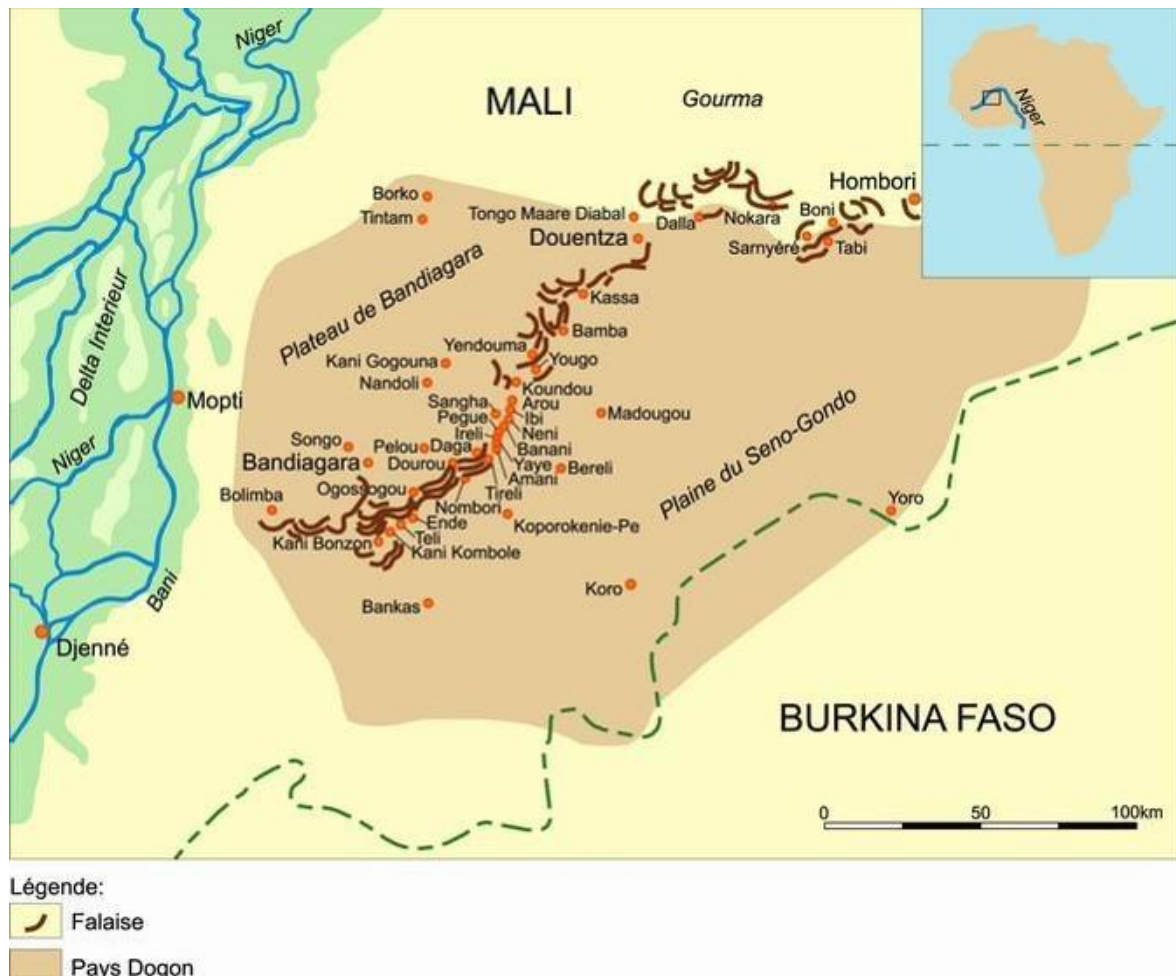 Niger
MALI
Gourma
Niger
Hombori
Borko
Tintam
Tongo Maare Diabal
Dalla
Nokara
Boni
Douentza
Samyéré
Tabi
Plateau de Bandiagara
Kassa
Delta Interieur
Bamba
Yendouma
Yougo
Kani Gogouna
Nandoli
Koundou
Mopti
Sangha
Arou
Madougou
Pegue
Ibi
Ireli
Neni
Plaine du Seno-Gondo
Niger
Songo
Pelou
Daga
Banani
Bandiagara
Dourou
Yaye
Bereli
Amani
Ogossogou
Tireli
Bolimba
Nombori
Yoro
Ende
Koporokenie-Pe
Teli
Kani Bonzon
Kani Kombole
Bani
Koro
Bankas
Djenné
BURKINA FASO
0 50 100km
Légende:
Falaise
Pays Dogon